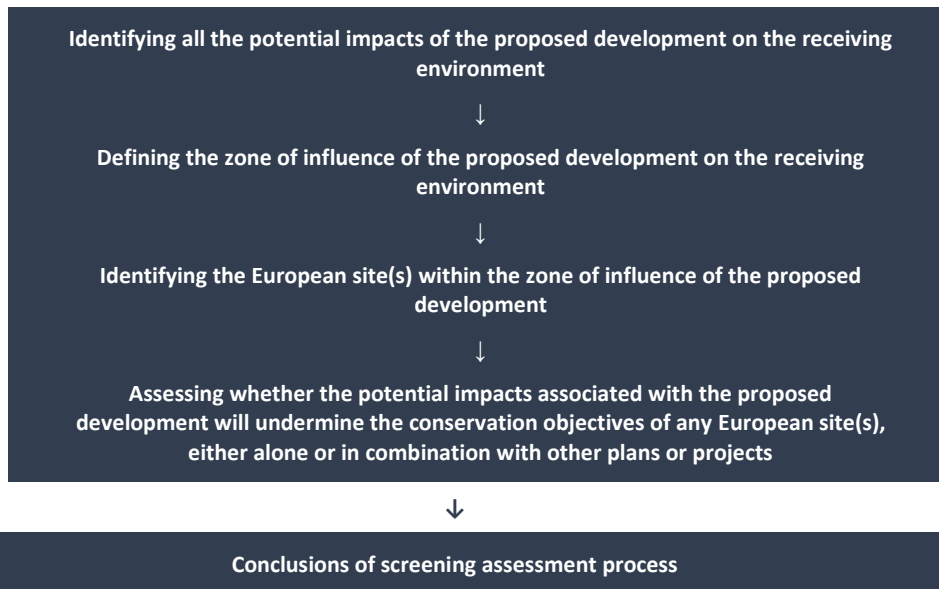 Identifying all the potential impacts of the proposed development on the receiving
environment
↓
Defining the zone of influence of the proposed development on the receiving
environment
↓
Identifying the European site(s) within the zone of influence of the proposed
development
↓
Assessing whether the potential impacts associated with the proposed
development will undermine the conservation objectives of any European site(s),
either alone or in combination with other plans or projects
↓
Conclusions of screening assessment process